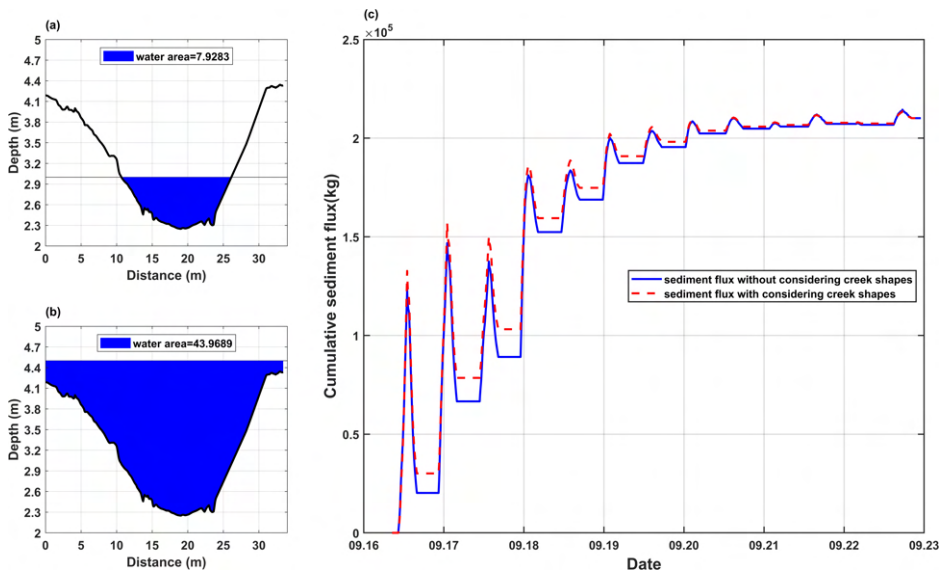 (a)
water area=7.9283
5
4.7
4.4
4.1
3.8
3.5
3.2
2.9
2.6
2.3
2
Depth (m)
0 5 10 15 20 25 30
Distance (m)
(b)
water area=43.9689
5
4.7
4.4
4.1
3.8
3.5
3.2
2.9
2.6
2.3
2
Depth (m)
0 5 10 15 20 25 30
Distance (m)
(c)
×10⁵
2.5
2
1.5
1
0.5
0
Cumulative sediment flux(kg)
sediment flux without considering creek shapes
sediment flux with considering creek shapes
09.16 09.17 09.18 09.19 09.20 09.21 09.22 09.23
Date